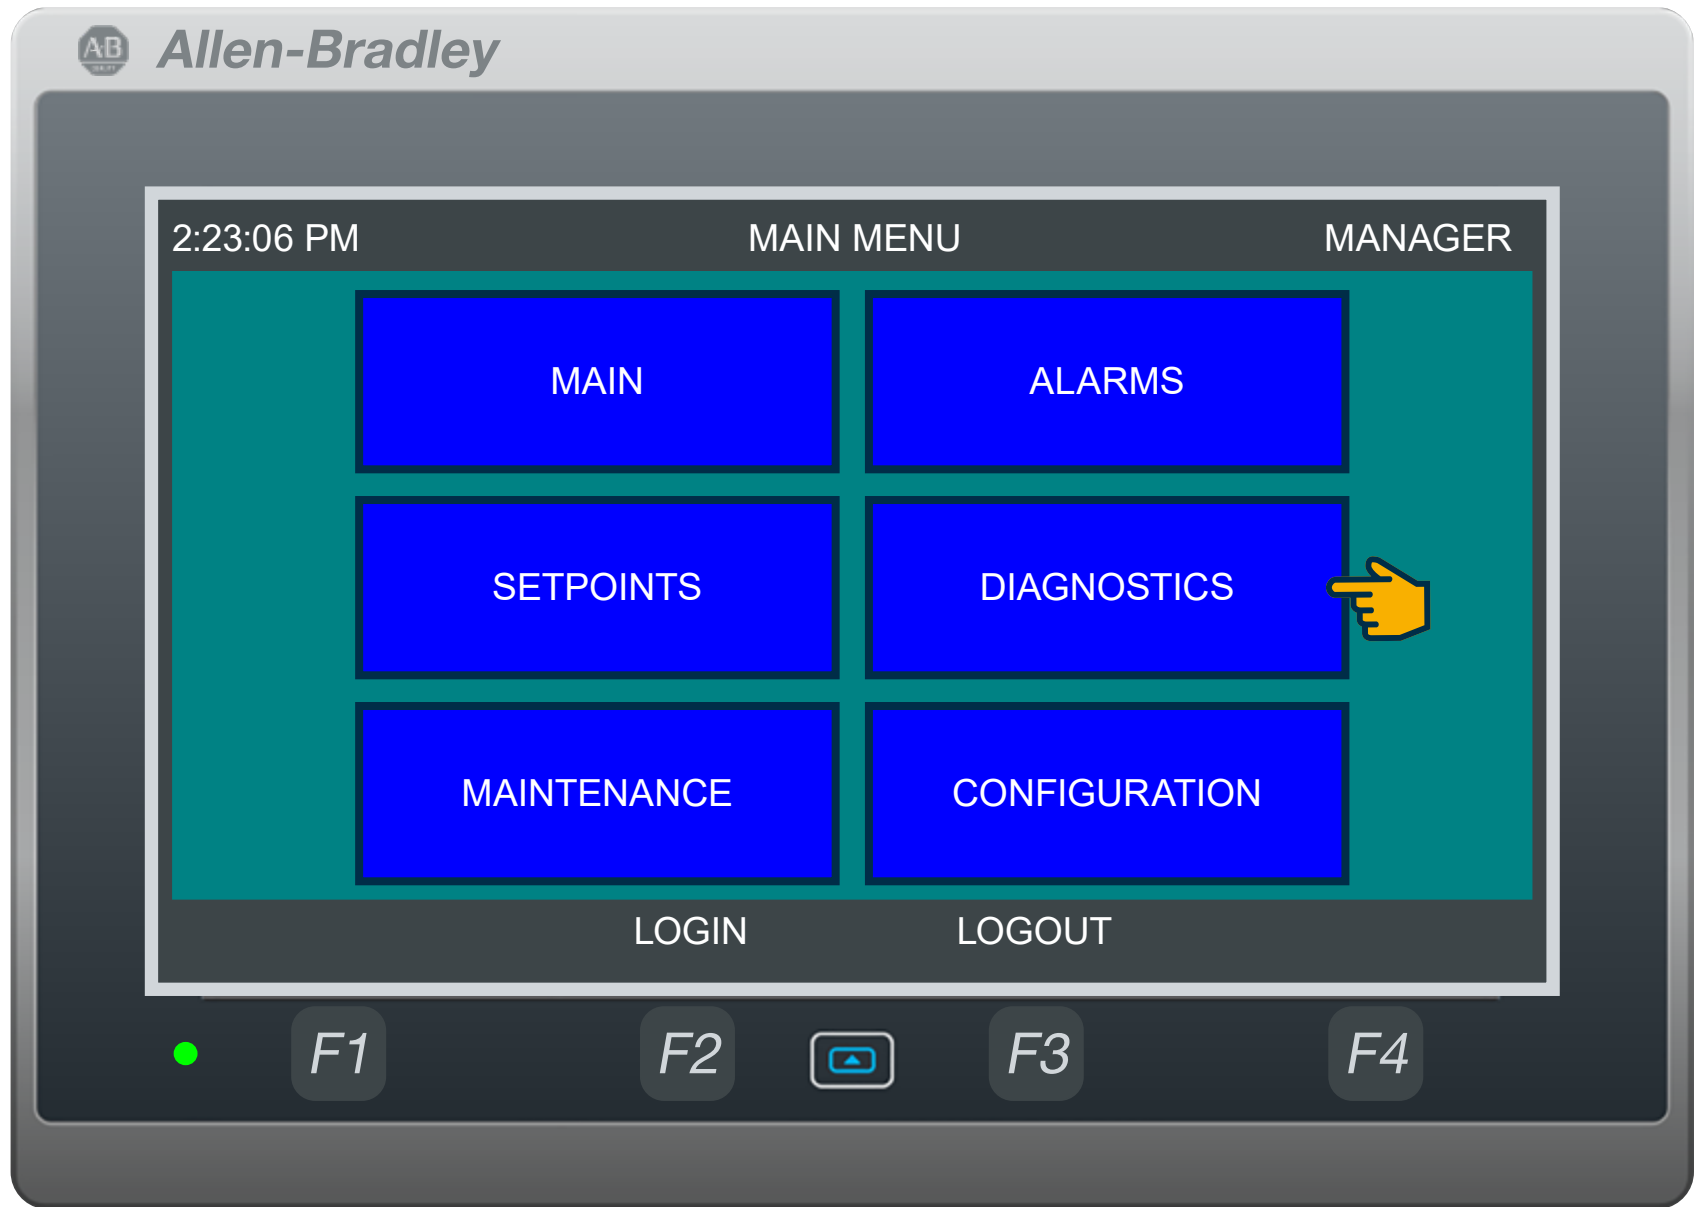 AB
Allen-Bradley
2:23:06 PM MAIN MENU MANAGER
MAIN ALARMS
SETPOINTS DIAGNOSTICS
MAINTENANCE CONFIGURATION
LOGIN LOGOUT
F1 F2 F3 F4